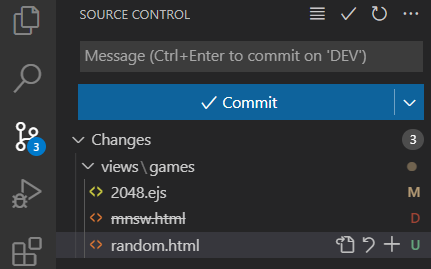 SOURCE CONTROL
Message (Ctrl+Enter to commit on 'DEV')
Commit
3
Changes 3
views\games
2048.ejs M
mnsw.html D
random.html U